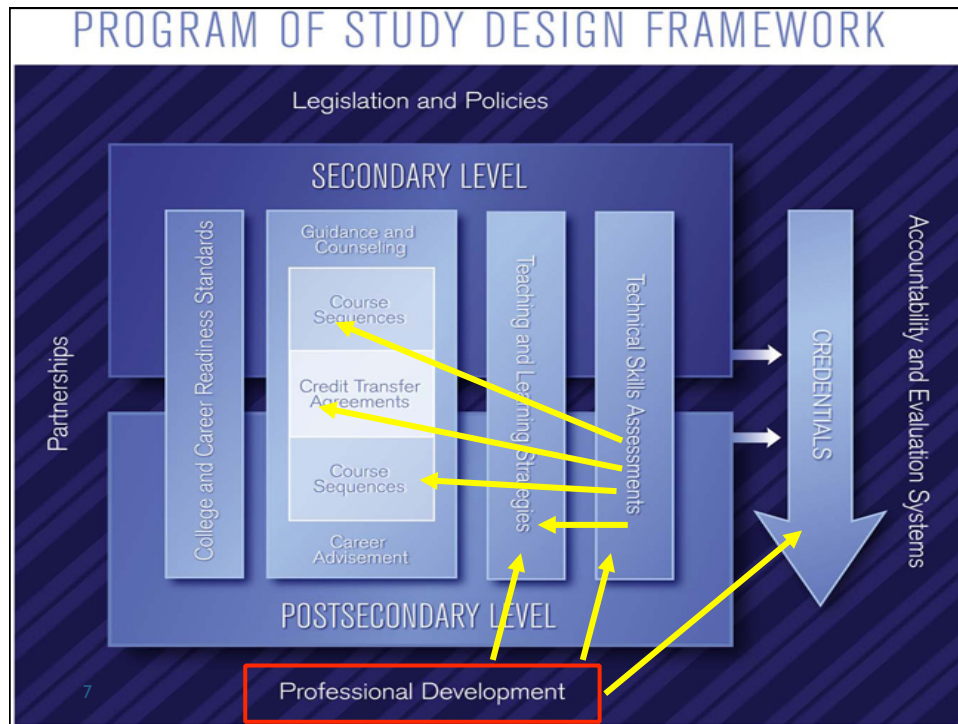 PROGRAM OF STUDY DESIGN FRAMEWORK
Legislation and Policies
SECONDARY LEVEL
Partnerships
College and Career Readiness Standards
Guidance and
Counseling
Course
Sequences
Credit Transfer
Agreements
Course
Sequences
Career
Advisement
Teaching and Learning Strategies
Technical Skills Assessments
CREDENTIALS
Accountability and Evaluation Systems
POSTSECONDARY LEVEL
7
Professional Development